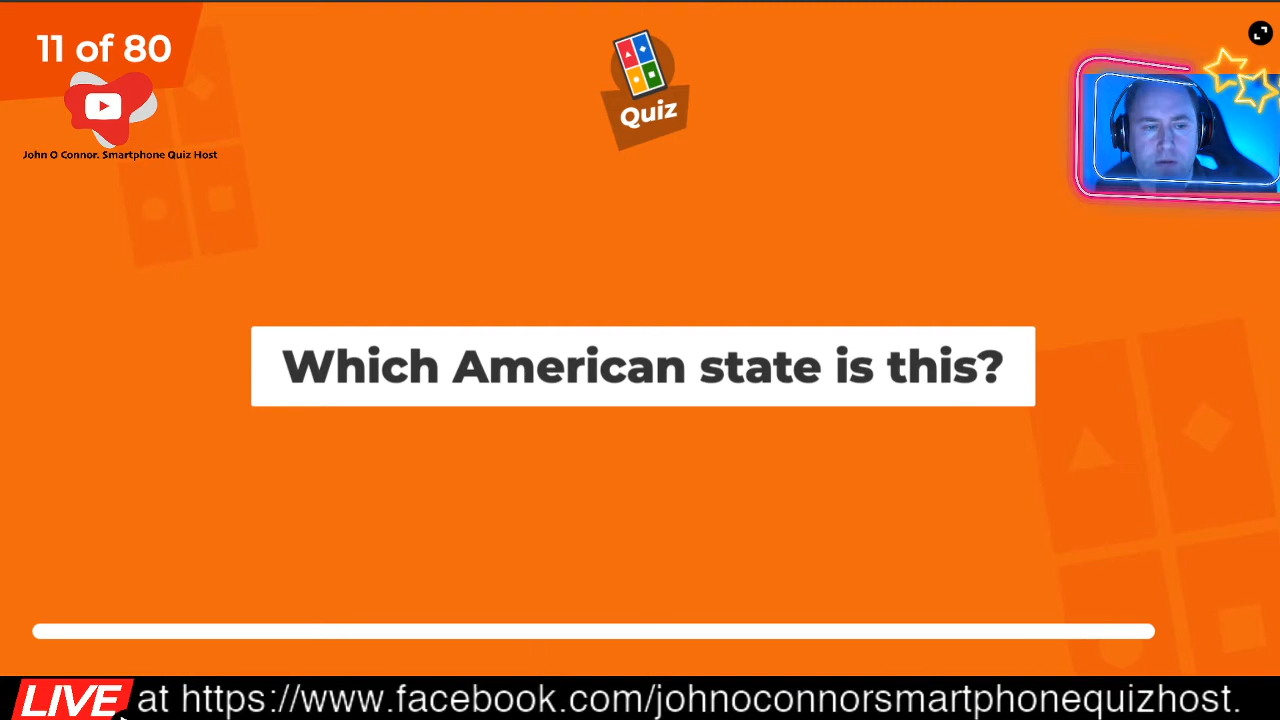 11 of 80
John O Connor. Smartphone Quiz Host
Quiz
Which American state is this?
LIVE at https://www.facebook.com/johnoconnorsmartphonequizhost.